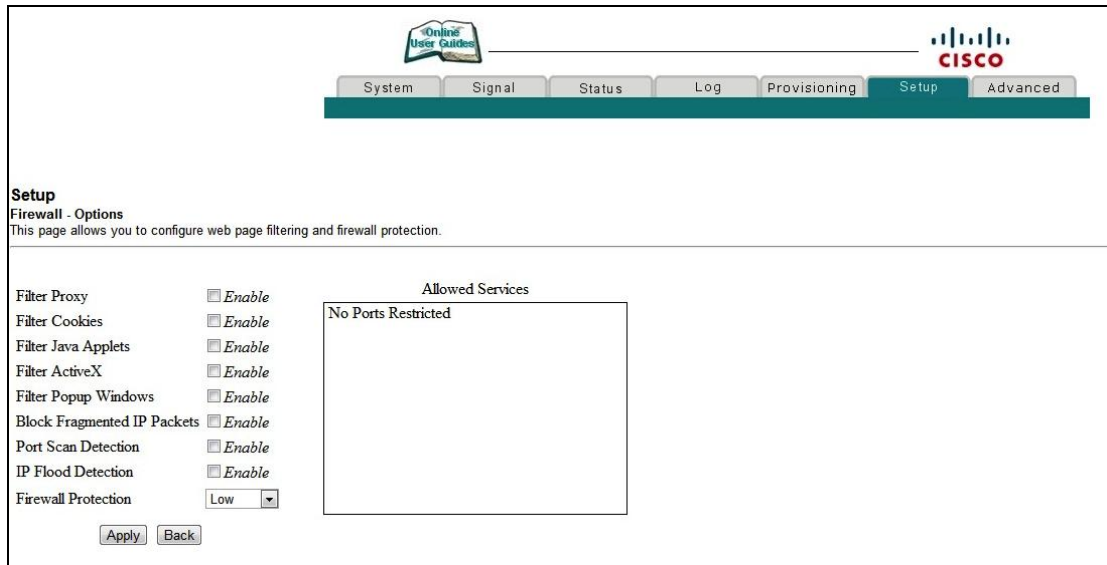 Online
User Guides
CISCO
System Signal Status Log Provisioning Setup Advanced
Setup
Firewall - Options
This page allows you to configure web page filtering and firewall protection.
Filter Proxy Enable
Filter Cookies Enable
Filter Java Applets Enable
Filter ActiveX Enable
Filter Popup Windows Enable
Block Fragmented IP Packets Enable
Port Scan Detection Enable
IP Flood Detection Enable
Firewall Protection Low
Apply Back
Allowed Services
No Ports Restricted